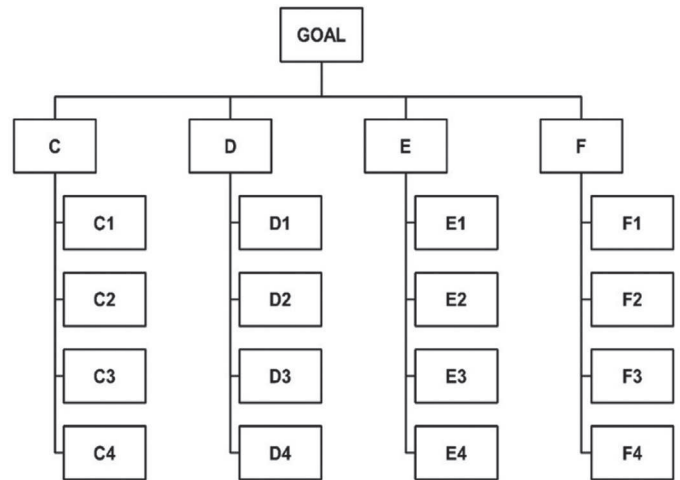 GOAL
C D E F
C1 D1 E1 F1
C2 D2 E2 F2
C3 D3 E3 F3
C4 D4 E4 F4